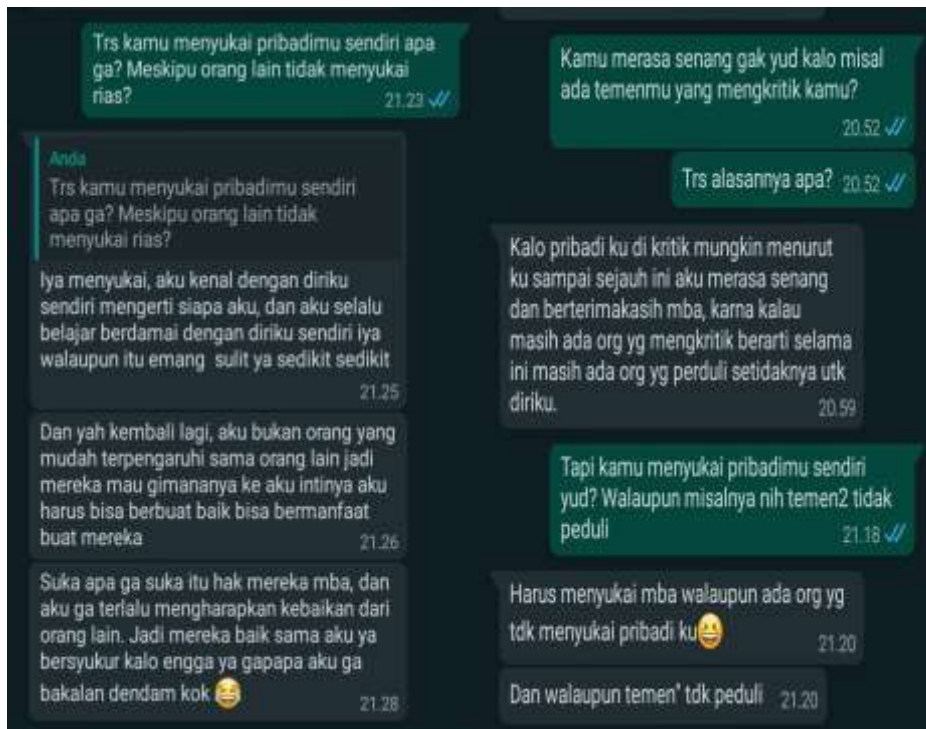 Trs kamu menyukai pribadimu sendiri apa
ga? Meskipu orang lain tidak menyukai
rias?
21.23
Anda
Trs kamu menyukai pribadimu sendiri
apa ga? Meskipu orang lain tidak
menyukai rias?
Iya menyukai, aku kenal dengan diriku
sendiri mengerti siapa aku, dan aku selalu
belajar berdamai dengan diriku sendiri iya
walaupun itu emang sulit ya sedikit sedikit
21.25
Dan yah kembali lagi, aku bukan orang yang
mudah terpengaruhi sama orang lain jadi
mereka mau gimananya ke aku intinya aku
harus bisa berbuat baik bisa bermanfaat
buat mereka
21.26
Suka apa ga suka itu hak mereka mba, dan
aku ga terlalu mengharapkan kebaikan dari
orang lain. Jadi mereka baik sama aku ya
bersyukur kalo engga ya gapapa aku ga
bakalan dendam kok 😂
21.28
Kamu merasa senang gak yud kalo misal
ada temenmu yang mengkritik kamu?
20.52
Trs alasannya apa? 20.52
Kalo pribadi ku di kritik mungkin menurut
ku sampai sejauh ini aku merasa senang
dan berterimakasih mba, karna kalau
masih ada org yg mengkritik berarti selama
ini masih ada org yg perduli setidaknya utk
diriku.
20.59
Tapi kamu menyukai pribadimu sendiri
yud? Walaupun misalnya nih temen2 tidak
peduli
21.18
Harus menyukai mba walaupun ada org yg
tdk menyukai pribadi ku😀
21.20
Dan walaupun temen" tdk peduli 21.20